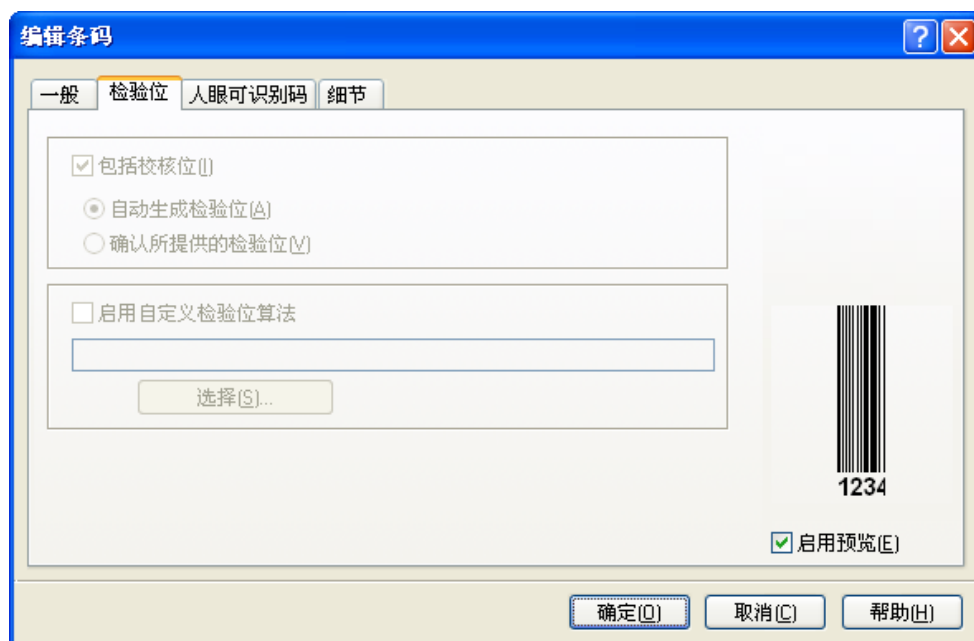 编辑条码
一般 检验位 人眼可识别码 细节
包括校核位(I)
自动生成检验位(A)
确认所提供的检验位(V)
启用自定义检验位算法
选择(S)...
1234
启用预览(E)
确定(O) 取消(C) 帮助(H)